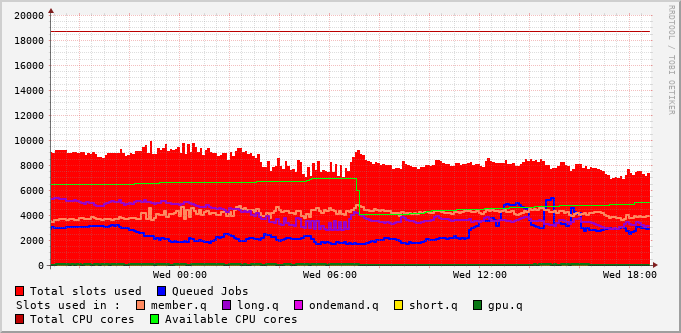 20000
18000
16000
14000
12000
10000
8000
6000
4000
2000
0
Wed 00:00 Wed 06:00 Wed 12:00 Wed 18:00
RRDTOOL / TOBI OETIKER
Total slots used Queued Jobs
Slots used in : member.q long.q ondemand.q short.q gpu.q
Total CPU cores Available CPU cores